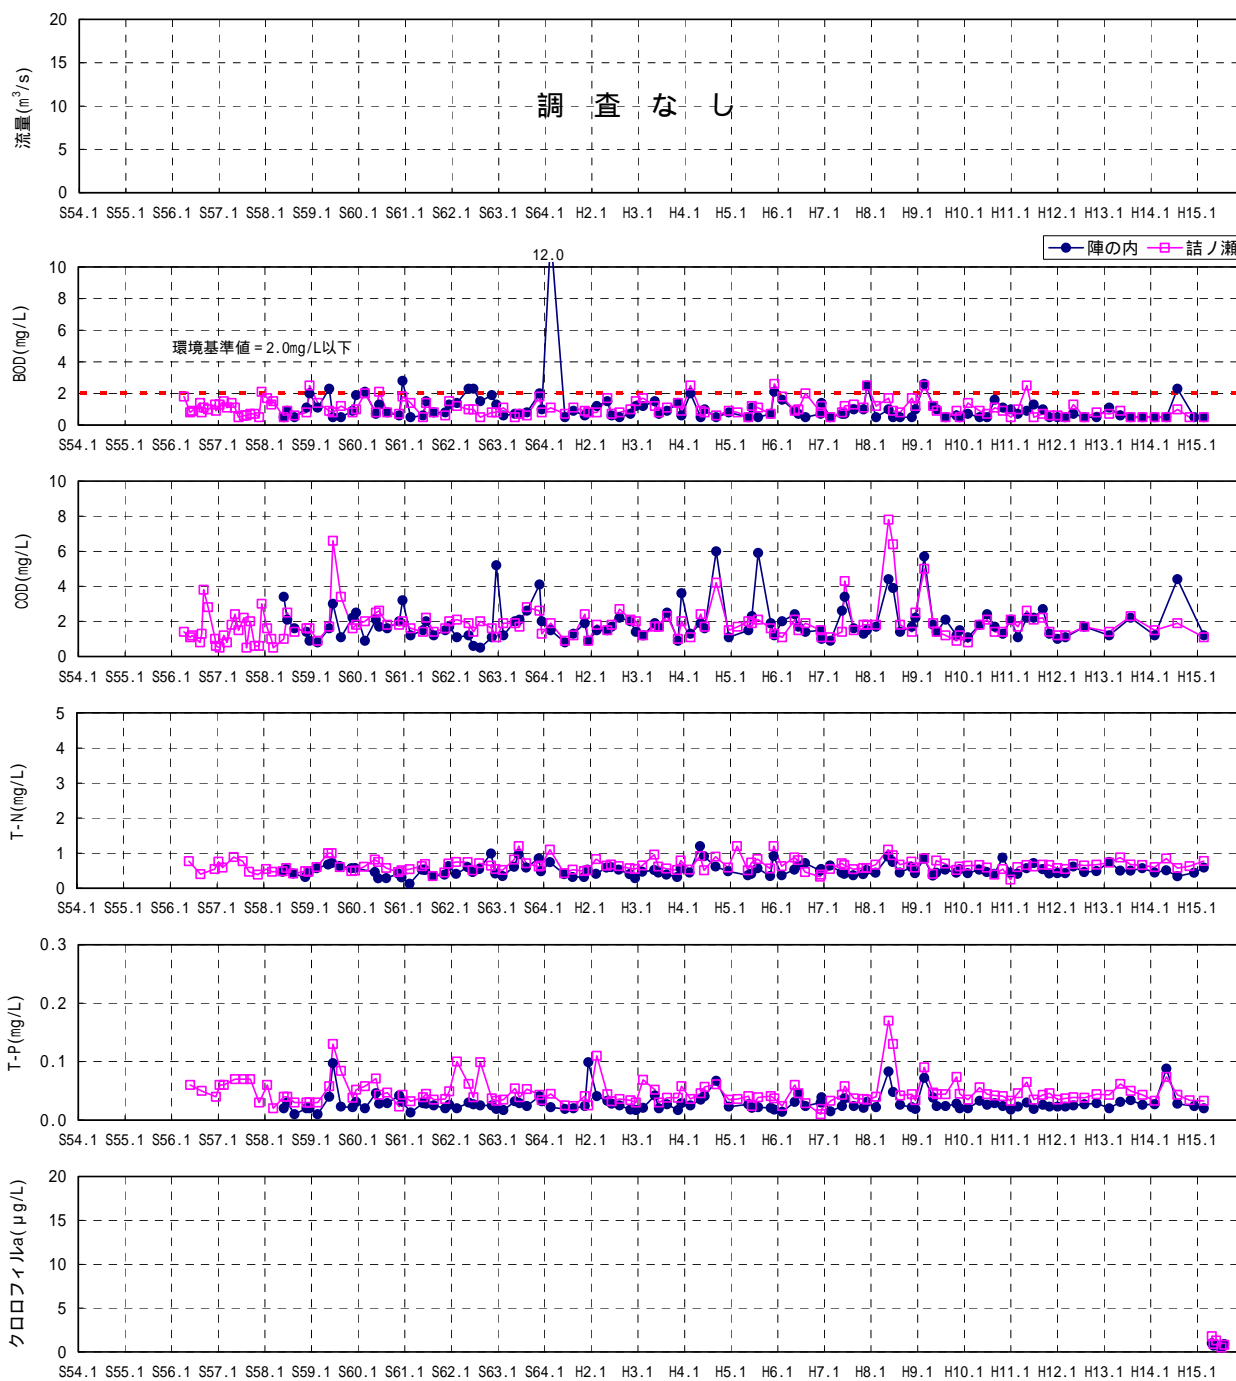 20
15
10
5
0
流量(m³/s)
調 査 な し
S54.1 S55.1 S56.1 S57.1 S58.1 S59.1 S60.1 S61.1 S62.1 S63.1 S64.1 H2.1 H3.1 H4.1 H5.1 H6.1 H7.1 H8.1 H9.1 H10.1 H11.1 H12.1 H13.1 H14.1 H15.1
陣の内 詰ノ瀬
12.0
10
8
6
4
2
0
BOD(mg/L)
環境基準値=2.0mg/L以下
S54.1 S55.1 S56.1 S57.1 S58.1 S59.1 S60.1 S61.1 S62.1 S63.1 S64.1 H2.1 H3.1 H4.1 H5.1 H6.1 H7.1 H8.1 H9.1 H10.1 H11.1 H12.1 H13.1 H14.1 H15.1
10
8
6
4
2
0
COD(mg/L)
S54.1 S55.1 S56.1 S57.1 S58.1 S59.1 S60.1 S61.1 S62.1 S63.1 S64.1 H2.1 H3.1 H4.1 H5.1 H6.1 H7.1 H8.1 H9.1 H10.1 H11.1 H12.1 H13.1 H14.1 H15.1
5
4
3
2
1
0
T-N(mg/L)
S54.1 S55.1 S56.1 S57.1 S58.1 S59.1 S60.1 S61.1 S62.1 S63.1 S64.1 H2.1 H3.1 H4.1 H5.1 H6.1 H7.1 H8.1 H9.1 H10.1 H11.1 H12.1 H13.1 H14.1 H15.1
0.3
0.2
0.1
0.0
T-P(mg/L)
S54.1 S55.1 S56.1 S57.1 S58.1 S59.1 S60.1 S61.1 S62.1 S63.1 S64.1 H2.1 H3.1 H4.1 H5.1 H6.1 H7.1 H8.1 H9.1 H10.1 H11.1 H12.1 H13.1 H14.1 H15.1
20
15
10
5
0
クロロフィルa(μg/L)
S54.1 S55.1 S56.1 S57.1 S58.1 S59.1 S60.1 S61.1 S62.1 S63.1 S64.1 H2.1 H3.1 H4.1 H5.1 H6.1 H7.1 H8.1 H9.1 H10.1 H11.1 H12.1 H13.1 H14.1 H15.1